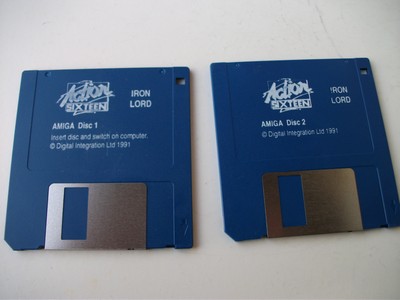 Action
SIXTEEN
IRON
LORD
AMIGA Disc 1
Insert disc and switch on computer.
© Digital Integration Ltd 1991
Action
SIXTEEN
IRON
LORD
AMIGA Disc 2
© Digital Integration Ltd 1991